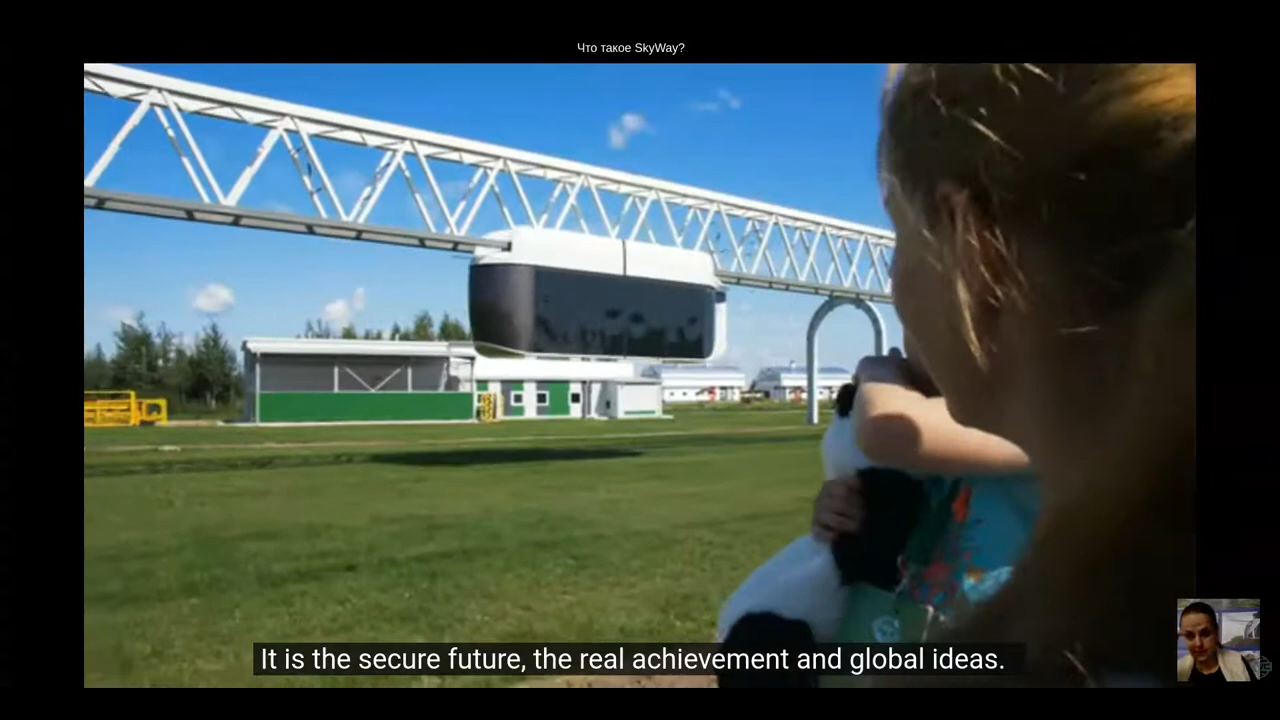 Что такое SkyWay?
It is the secure future, the real achievement and global ideas.